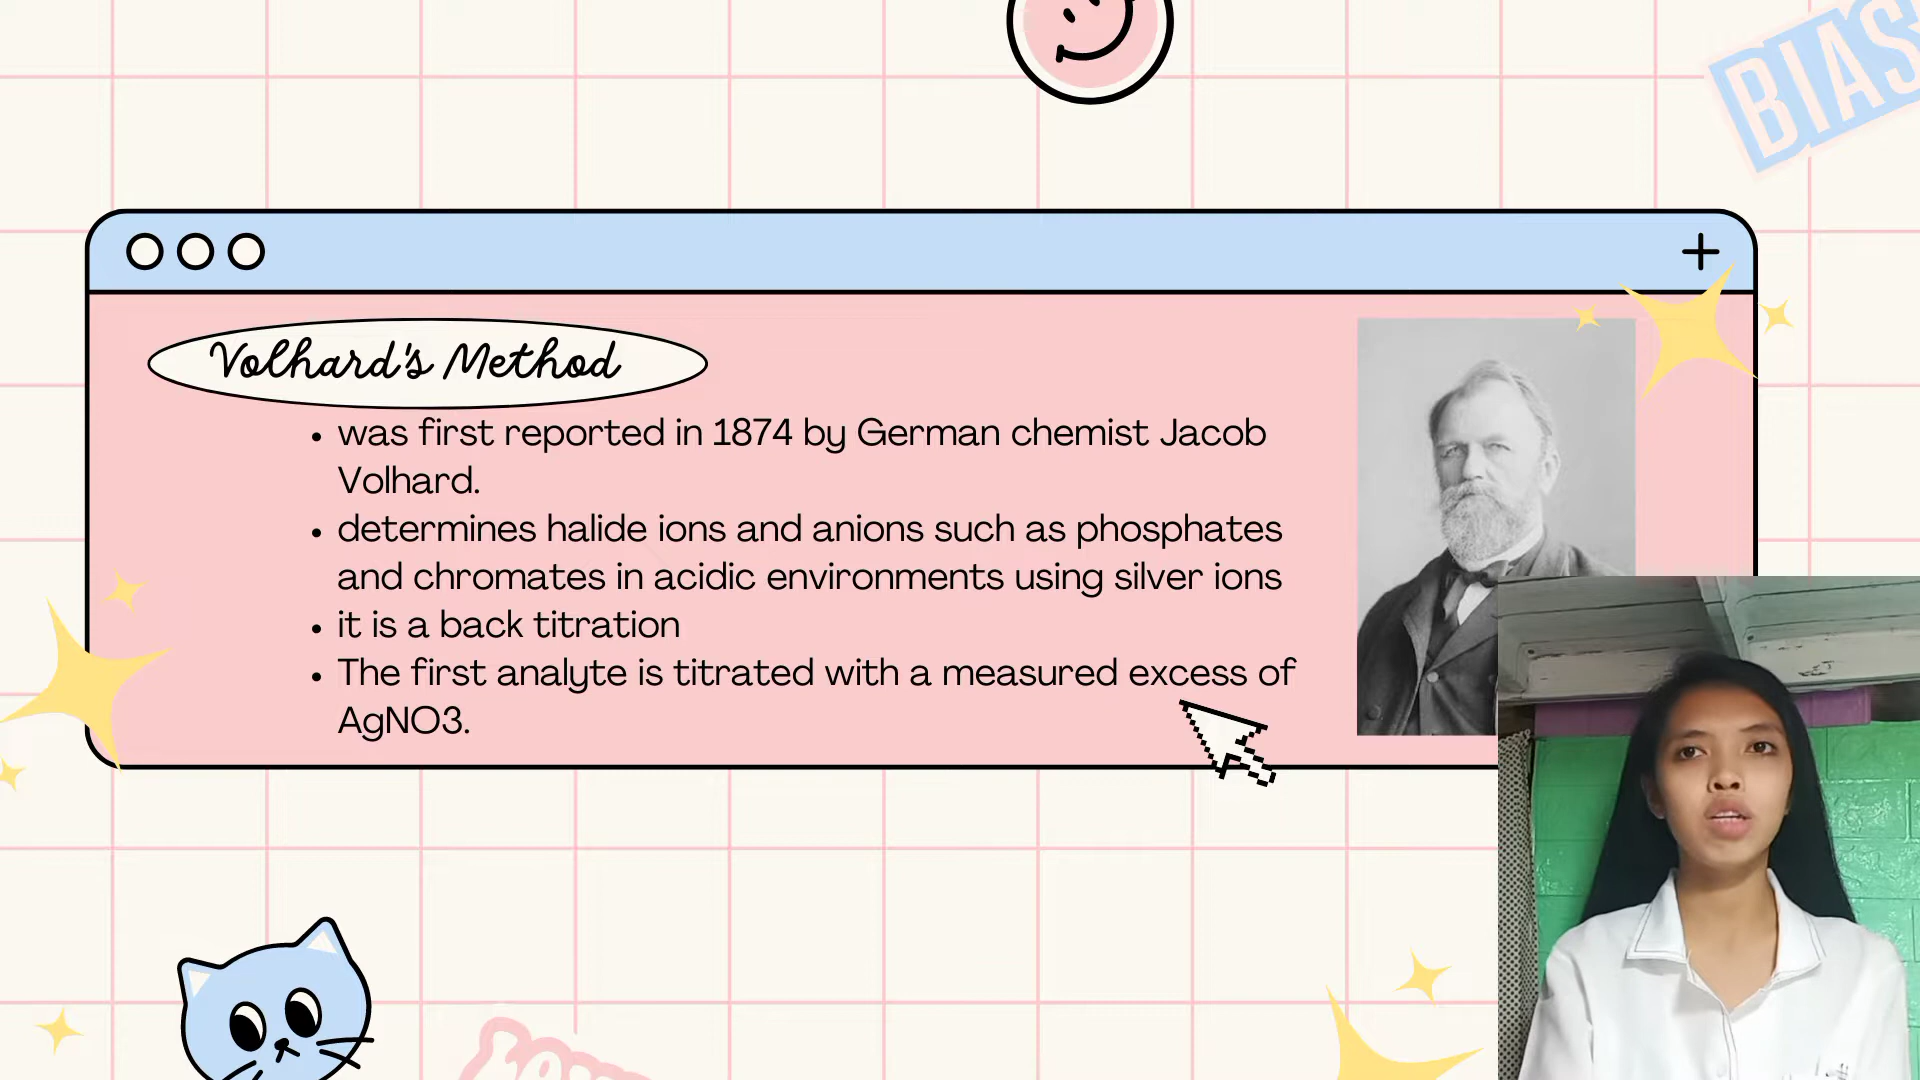 BIAS
Volhard's Method
• was first reported in 1874 by German chemist Jacob
Volhard.
• determines halide ions and anions such as phosphates
and chromates in acidic environments using silver ions
• it is a back titration
• The first analyte is titrated with a measured excess of
AgNO3.